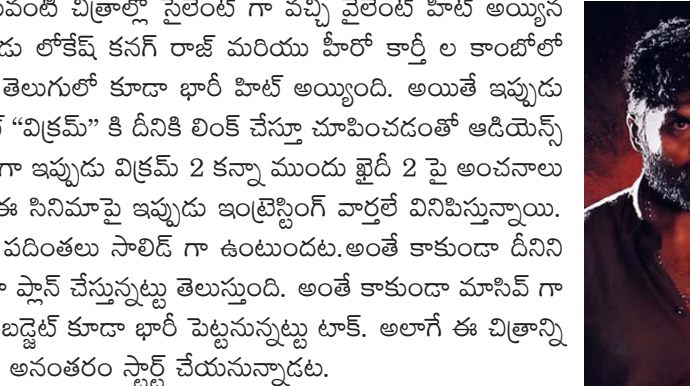 వంటి చిత్రాల్లో సైలెంట్ గా వచ్చి వైలెంట్ హిట్ అయ్యిన
డు లోకేష్ కనగ్ రాజ్ మరియు హీరో కార్తీ ల కాంబోలో
తెలుగులో కూడా భారీ హిట్ అయ్యింది. అయితే ఇప్పుడు
“విక్రమ్” కి దీనికి లింక్ చేస్తూ చూపించడంతో ఆడియెన్స్
గా ఇప్పుడు విక్రమ్ 2 కన్నా ముందు ఖైదీ 2 పై అంచనాలు
ఈ సినిమాపై ఇప్పుడు ఇంట్రెస్టింగ్ వార్తలే వినిపిస్తున్నాయి.
పదింతలు సాలిడ్ గా ఉంటుందట.అంతే కాకుండా దీనిని
ప్లాన్ చేస్తున్నట్టు తెలుస్తుంది. అంతే కాకుండా మాసివ్ గా
బడ్జెట్ కూడా భారీ పెట్టనున్నట్టు టాక్. అలాగే ఈ చిత్రాన్ని
అనంతరం స్టార్ట్ చేయనున్నాడట.